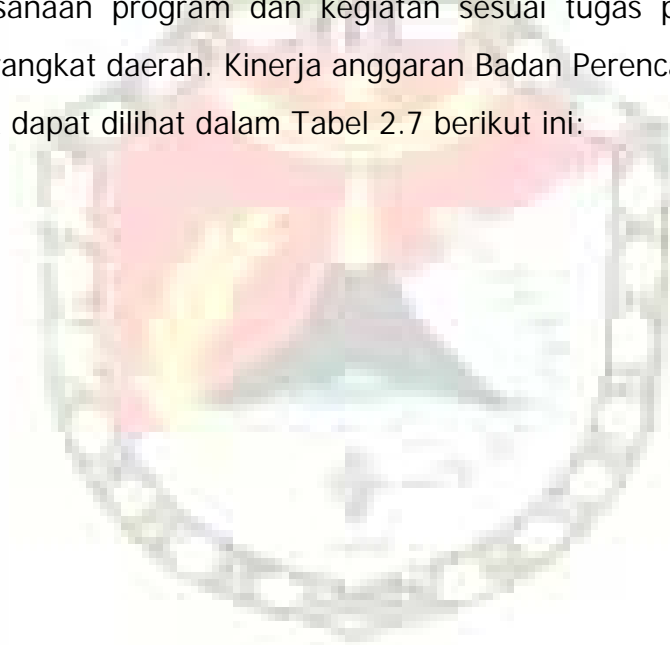 sanaan program dan kegiatan sesuai tugas p
angkat daerah. Kinerja anggaran Badan Perenca
dapat dilihat dalam Tabel 2.7 berikut ini: